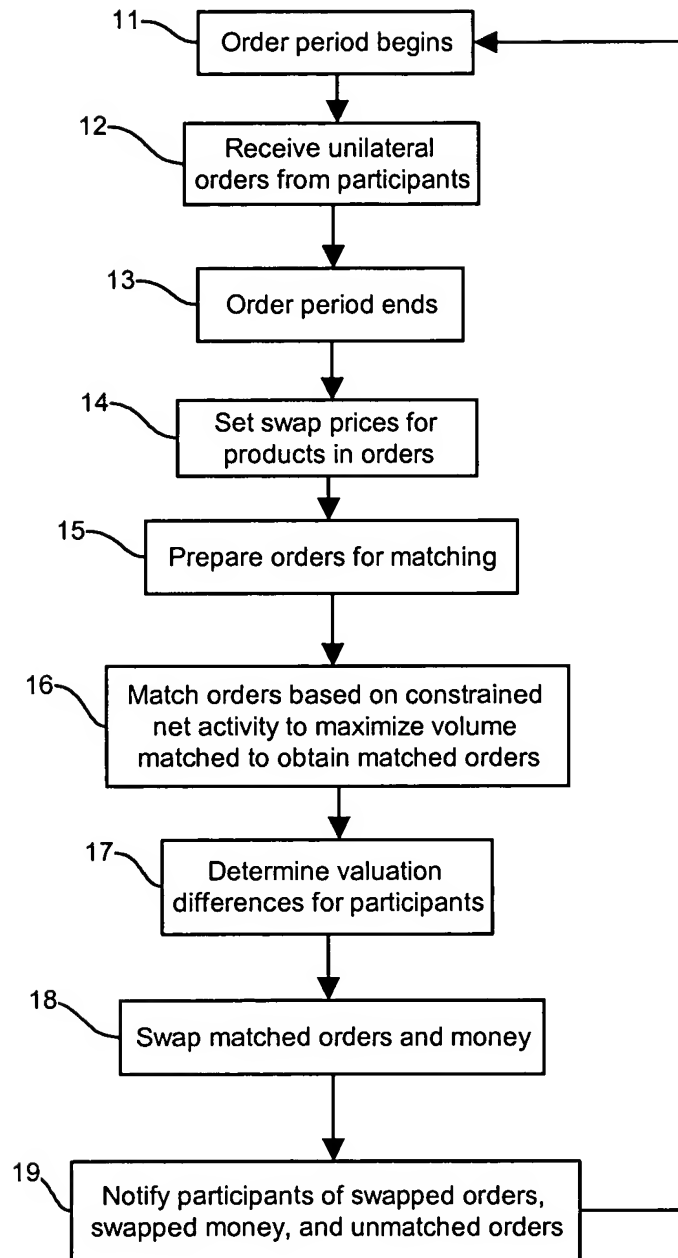 11
Order period begins
12
Receive unilateral
orders from participants
13
Order period ends
14
Set swap prices for
products in orders
15
Prepare orders for matching
16
Match orders based on constrained
net activity to maximize volume
matched to obtain matched orders
17
Determine valuation
differences for participants
18
Swap matched orders and money
19
Notify participants of swapped orders,
swapped money, and unmatched orders